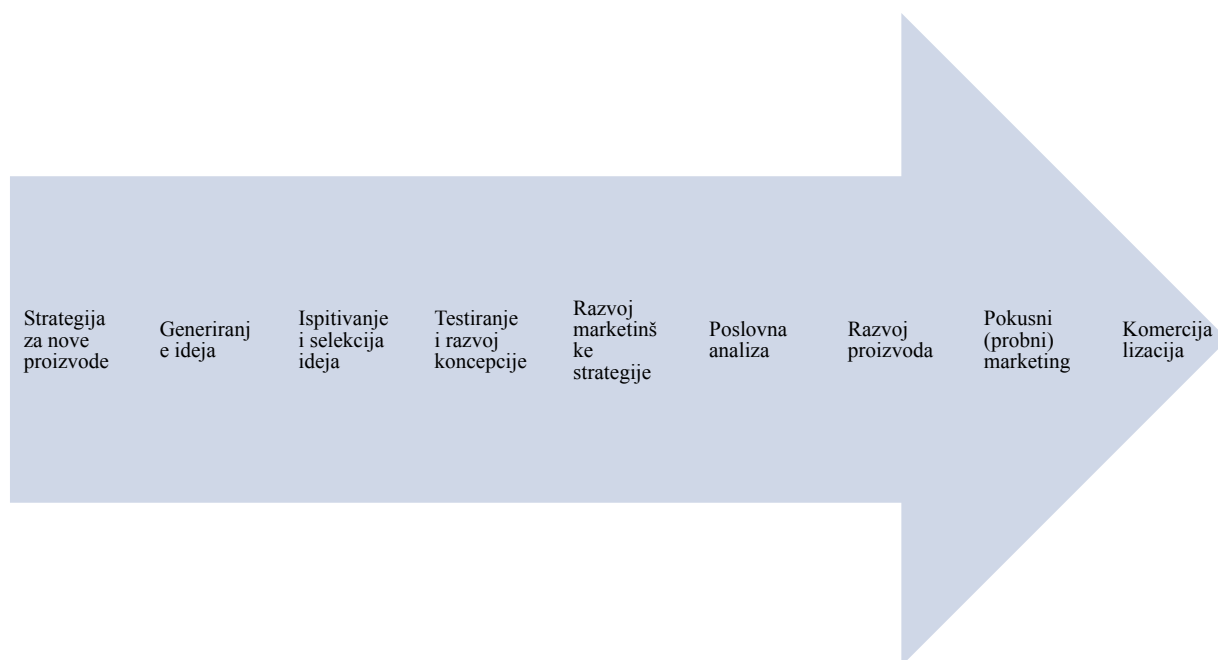 Strategija
za nove
proizvode
Generiranj
e ideja
Ispitivanje
i selekcija
ideja
Testiranje
i razvoj
koncepcije
Razvoj
marketinš
ke
strategije
Poslovna
analiza
Razvoj
proizvoda
Pokusni
(probni)
marketing
Komercija
lizacija